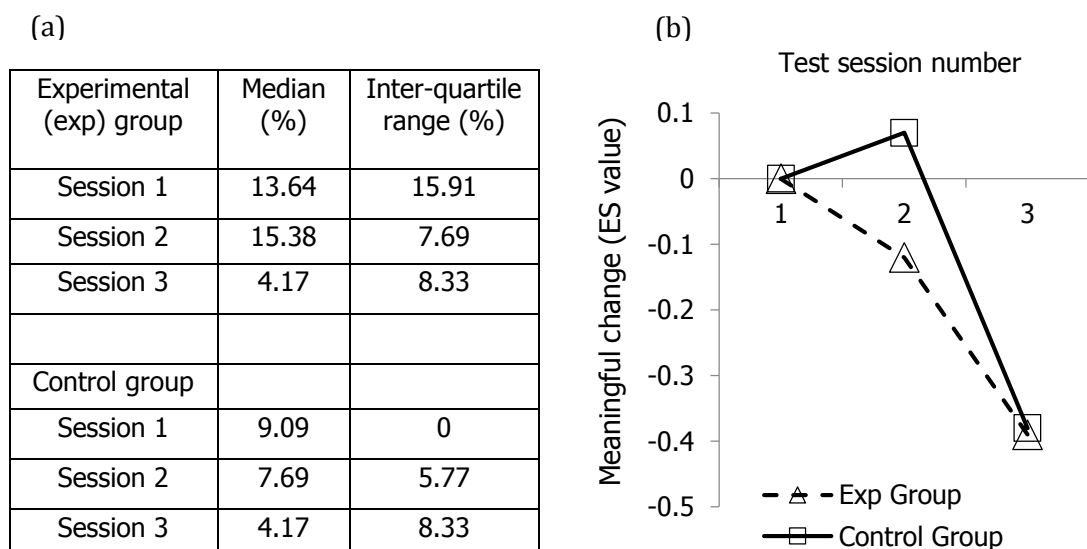 (a)
Experimental (exp) group Median (%) Inter-quartile range (%)
Session 1 13.64 15.91
Session 2 15.38 7.69
Session 3 4.17 8.33
Control group
Session 1 9.09 0
Session 2 7.69 5.77
Session 3 4.17 8.33
(b)
Test session number
Meaningful change (ES value)
0.1
0
-0.1
-0.2
-0.3
-0.4
-0.5
1 2 3
Exp Group
Control Group